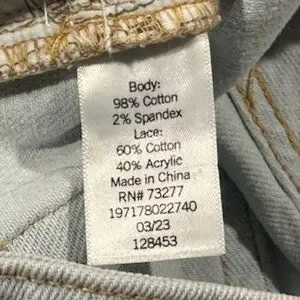 Body:
98% Cotton
2% Spandex
Lace:
60% Cotton
40% Acrylic
Made in China
RN# 73277
197178022740
03/23
128453